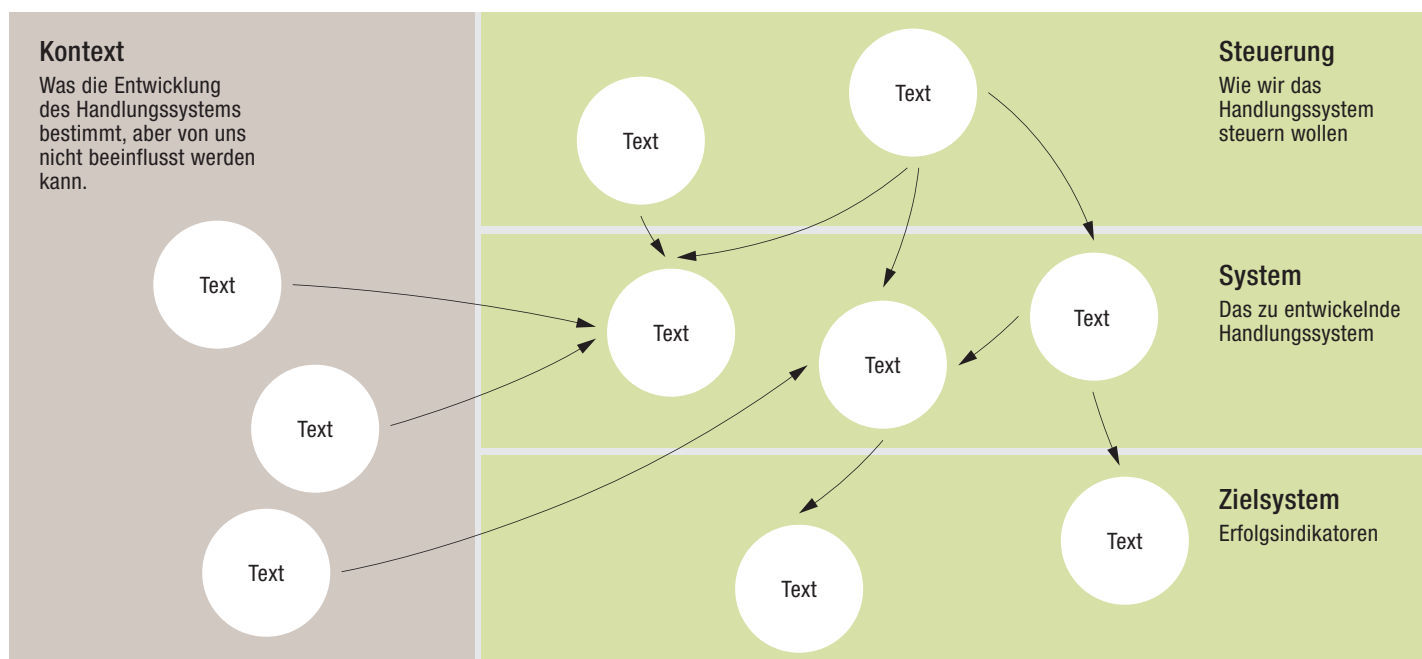 Kontext
Was die Entwicklung
des Handlungssystems
bestimmt, aber von uns
nicht beeinflusst werden
kann.
Text
Text
Text
Steuerung
Wie wir das
Handlungssystem
steuern wollen
Text
Text
System
Das zu entwickelnde
Handlungssystem
Text
Text
Text
Zielsystem
Erfolgsindikatoren
Text
Text